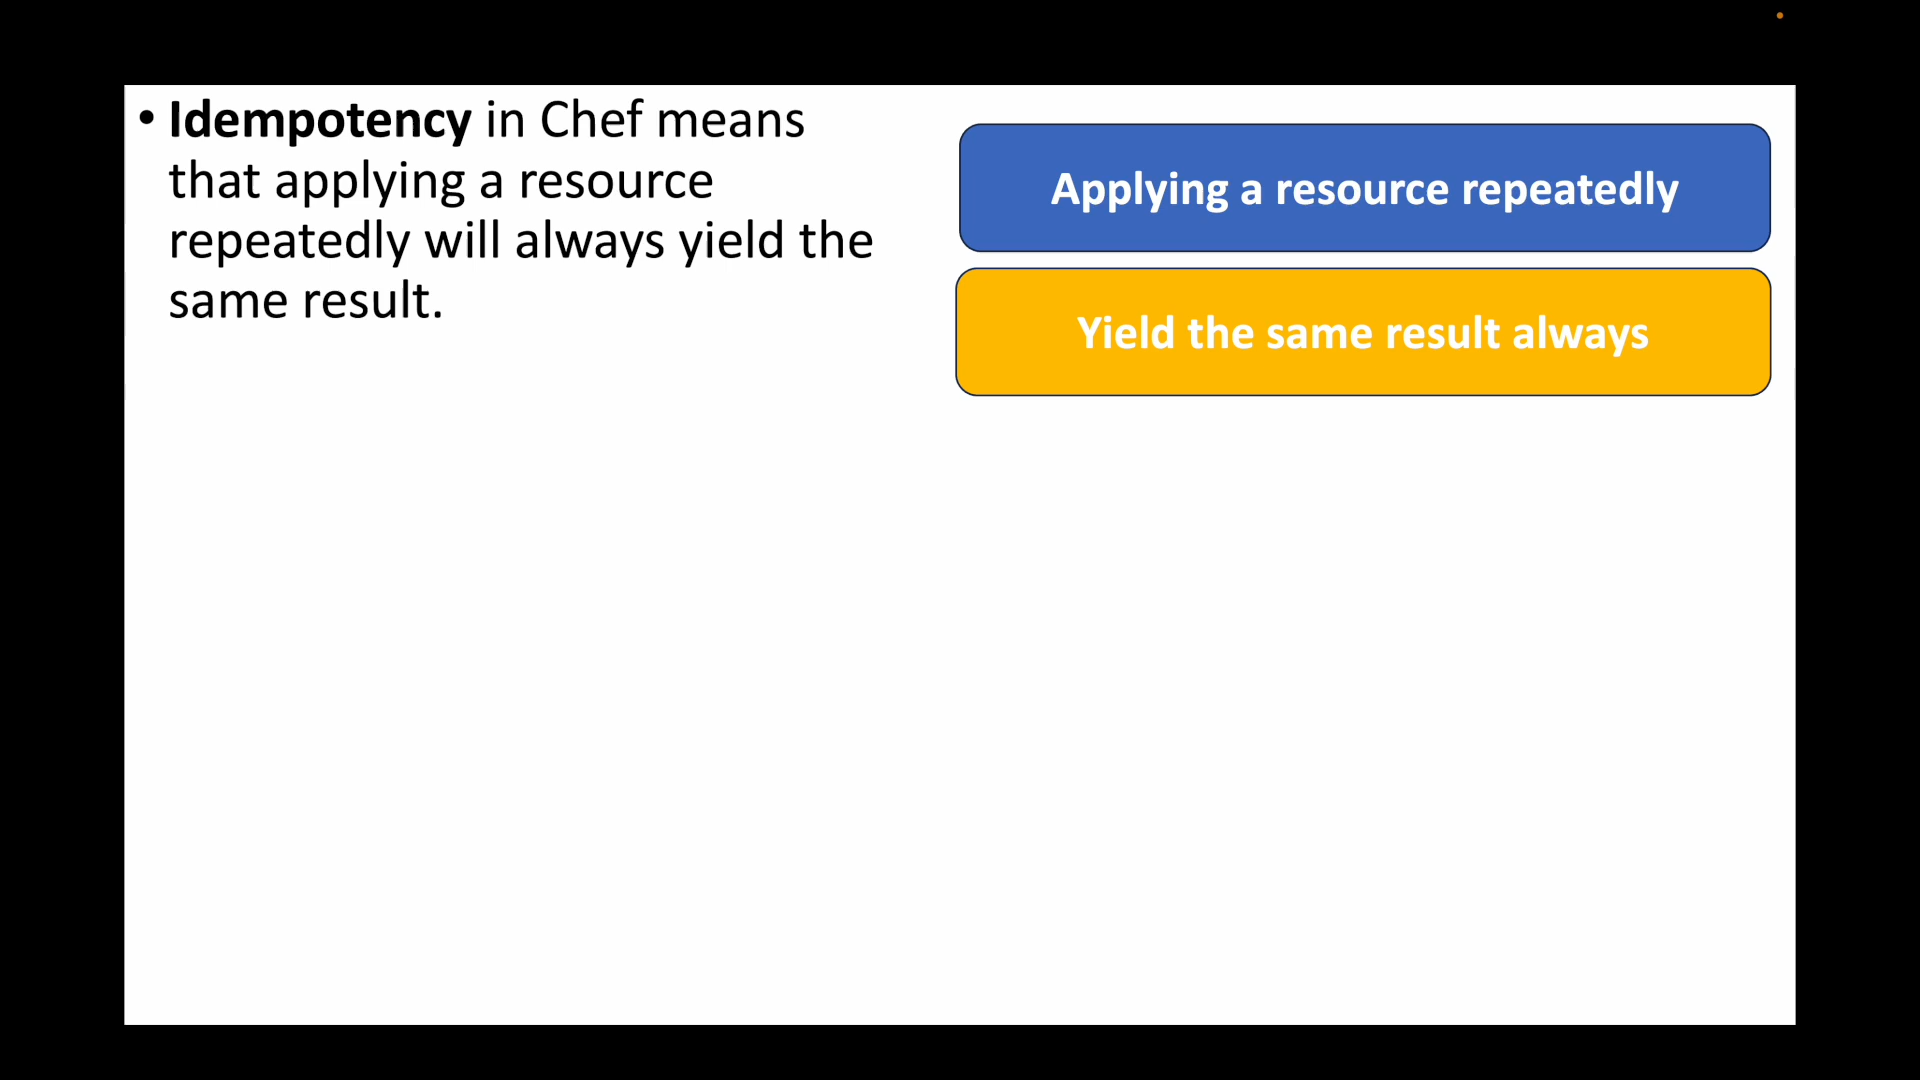 • Idempotency in Chef means
that applying a resource
repeatedly will always yield the
same result.
Applying a resource repeatedly
Yield the same result always